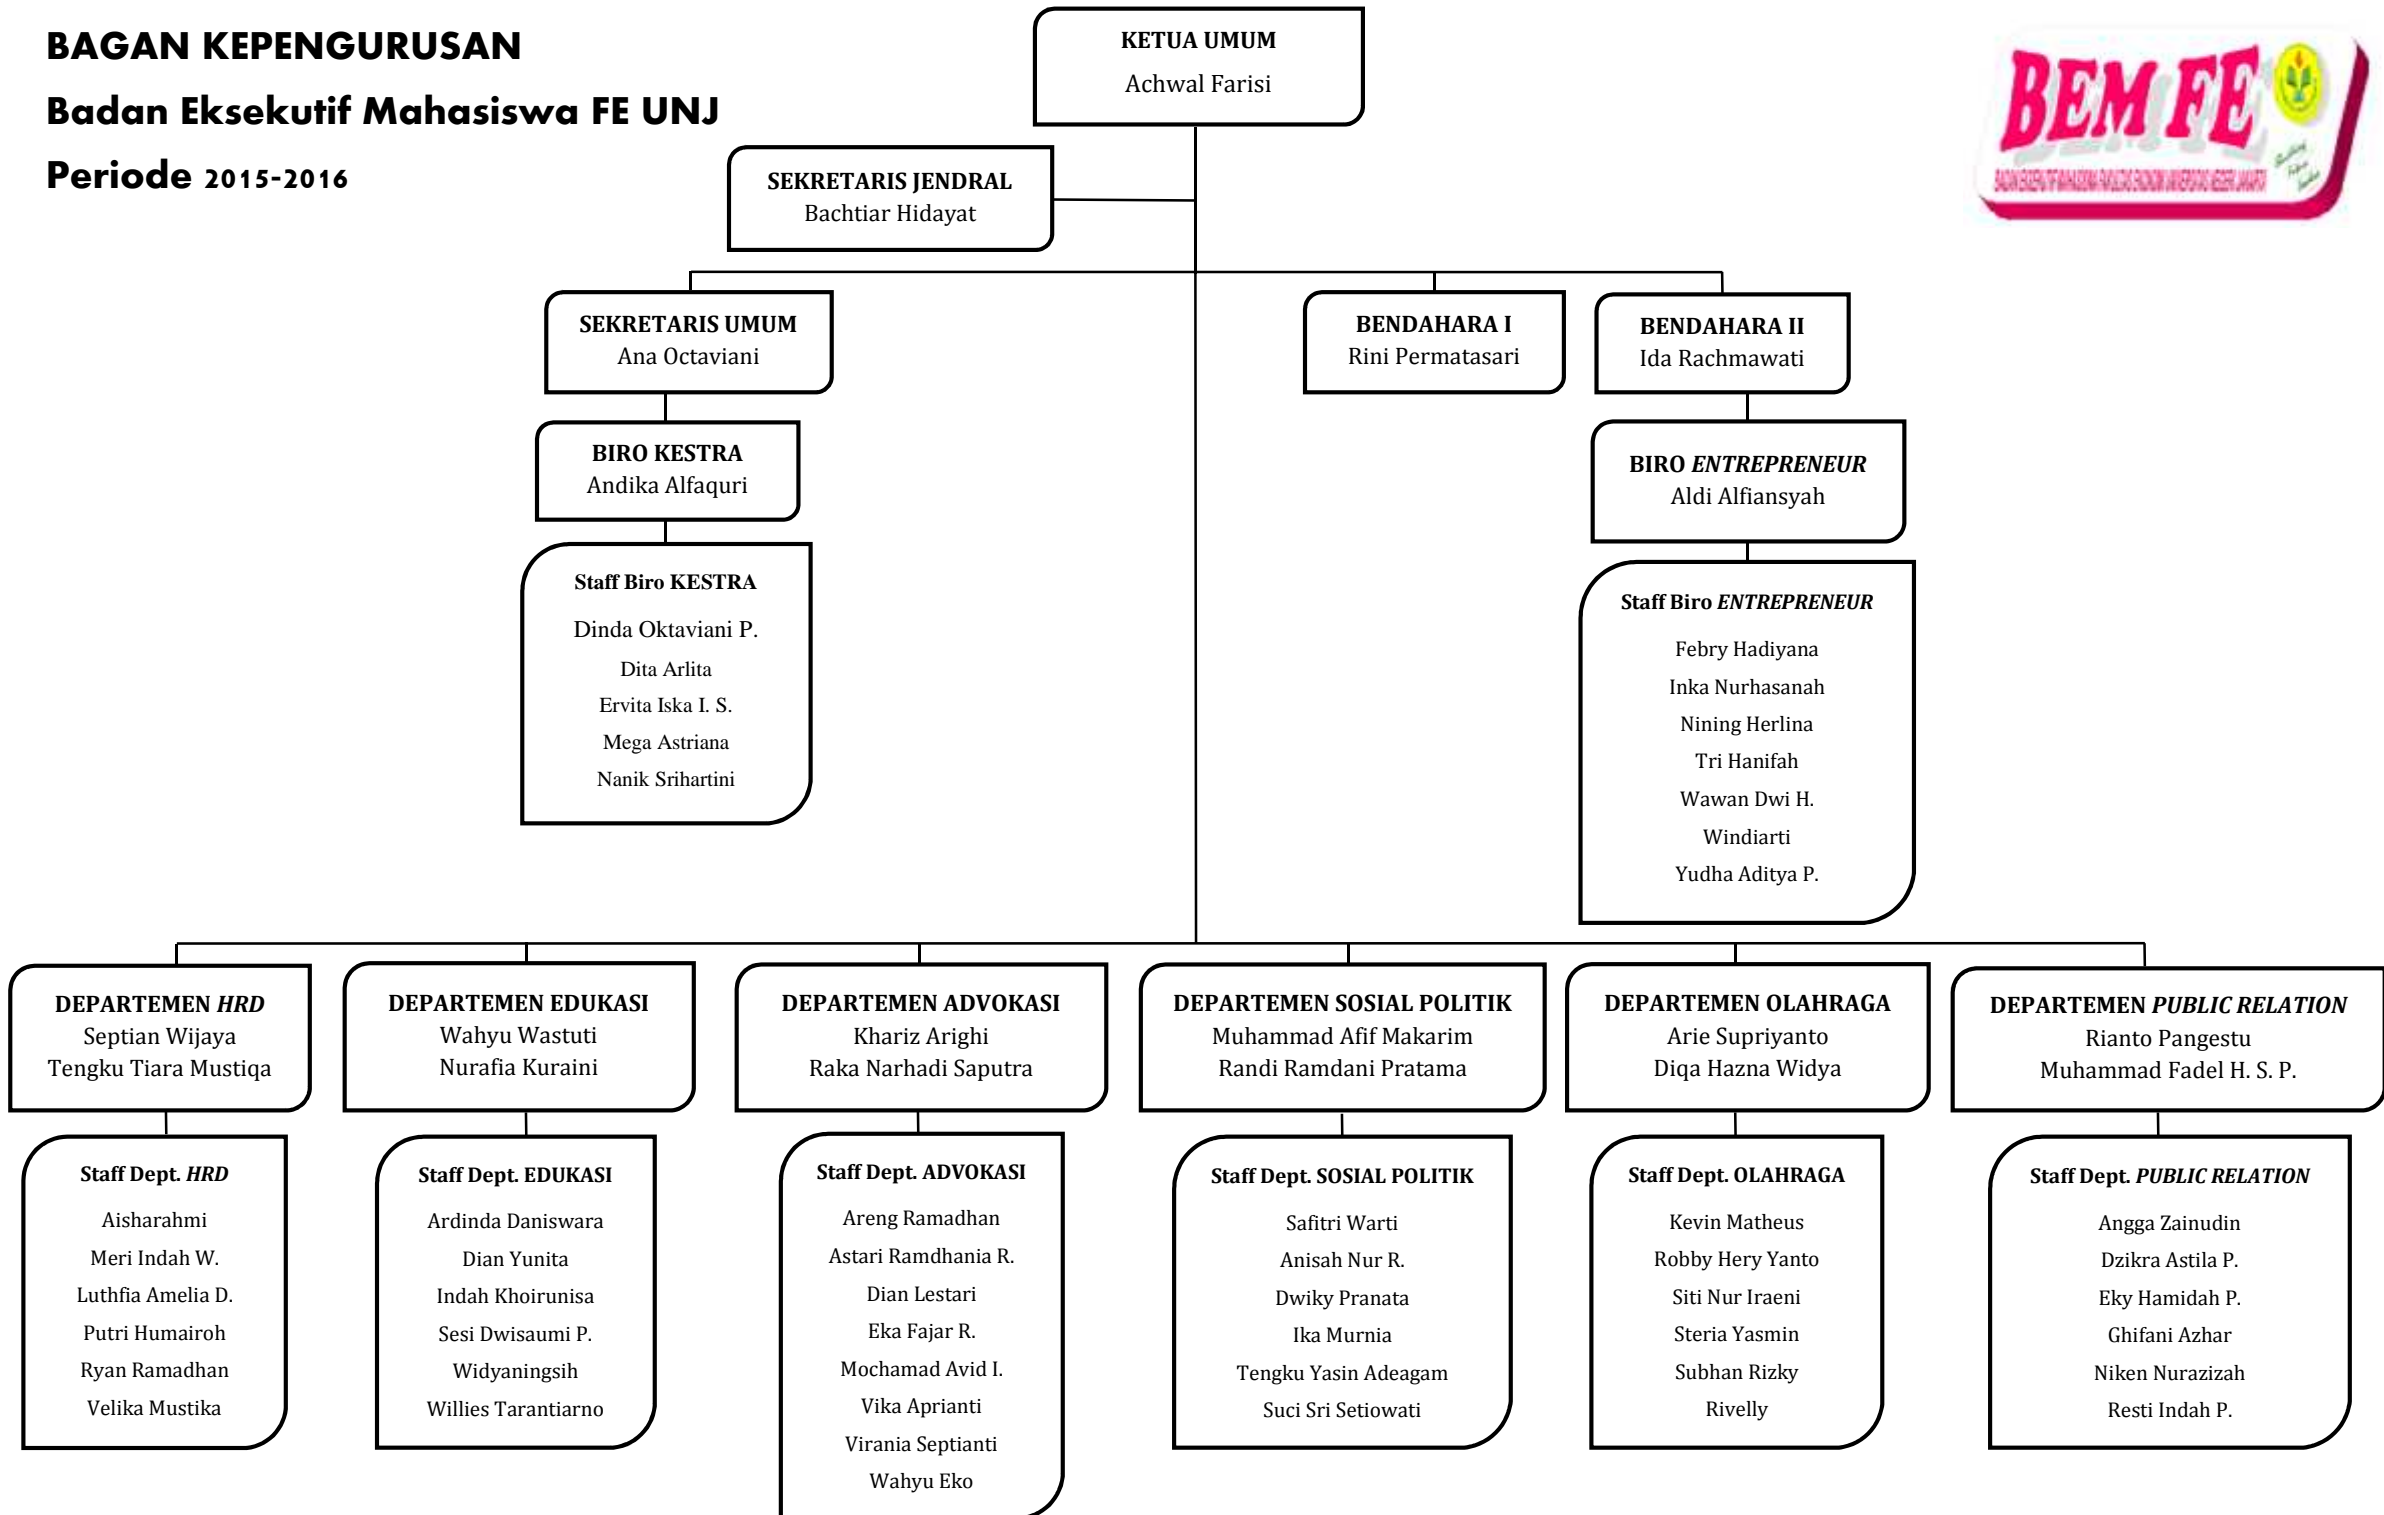 BAGAN KEPENGURUSAN
Badan Eksekutif Mahasiswa FE UNJ
Periode 2015-2016
BEM FE
BADAN EKSEKUTIF MAHASISWA FAKULTAS EKONOMI UNIVERSITAS NEGERI JAKARTA
KETUA UMUM
Achwal Farisi
SEKRETARIS JENDRAL
Bachtiar Hidayat
SEKRETARIS UMUM
Ana Octaviani
BENDAHARA I
Rini Permatasari
BENDAHARA II
Ida Rachmawati
BIRO KESTRA
Andika Alfaquri
BIRO ENTREPRENEUR
Aldi Alfiansyah
Staff Biro KESTRA
Dinda Oktaviani P.
Dita Arlita
Ervita Iska I. S.
Mega Astriana
Nanik Srihartini
Staff Biro ENTREPRENEUR
Febry Hadiyana
Inka Nurhasanah
Nining Herlina
Tri Hanifah
Wawan Dwi H.
Windiarti
Yudha Aditya P.
DEPARTEMEN HRD
Septian Wijaya
Tengku Tiara Mustiqa
DEPARTEMEN EDUKASI
Wahyu Wastuti
Nurafia Kuraini
DEPARTEMEN ADVOKASI
Khariz Arighi
Raka Narhadi Saputra
DEPARTEMEN SOSIAL POLITIK
Muhammad Afif Makarim
Randi Ramdani Pratama
DEPARTEMEN OLAHRAGA
Arie Supriyanto
Diqa Hazna Widya
DEPARTEMEN PUBLIC RELATION
Rianto Pangestu
Muhammad Fadel H. S. P.
Staff Dept. HRD
Aisharahmi
Meri Indah W.
Luthfia Amelia D.
Putri Humairoh
Ryan Ramadhan
Velika Mustika
Staff Dept. EDUKASI
Ardinda Daniswara
Dian Yunita
Indah Khoirunisa
Sesi Dwisaumi P.
Widyaningsih
Willies Tarantiarno
Staff Dept. ADVOKASI
Areng Ramadhan
Astari Ramdhania R.
Dian Lestari
Eka Fajar R.
Mochamad Avid I.
Vika Aprianti
Virania Septianti
Wahyu Eko
Staff Dept. SOSIAL POLITIK
Safitri Warti
Anisah Nur R.
Dwiky Pranata
Ika Murnia
Tengku Yasin Adeagam
Suci Sri Setiowati
Staff Dept. OLAHRAGA
Kevin Matheus
Robby Hery Yanto
Siti Nur Iraeni
Steria Yasmin
Subhan Rizky
Rivelly
Staff Dept. PUBLIC RELATION
Angga Zainudin
Dzikra Astila P.
Eky Hamidah P.
Ghifani Azhar
Niken Nurazizah
Resti Indah P.